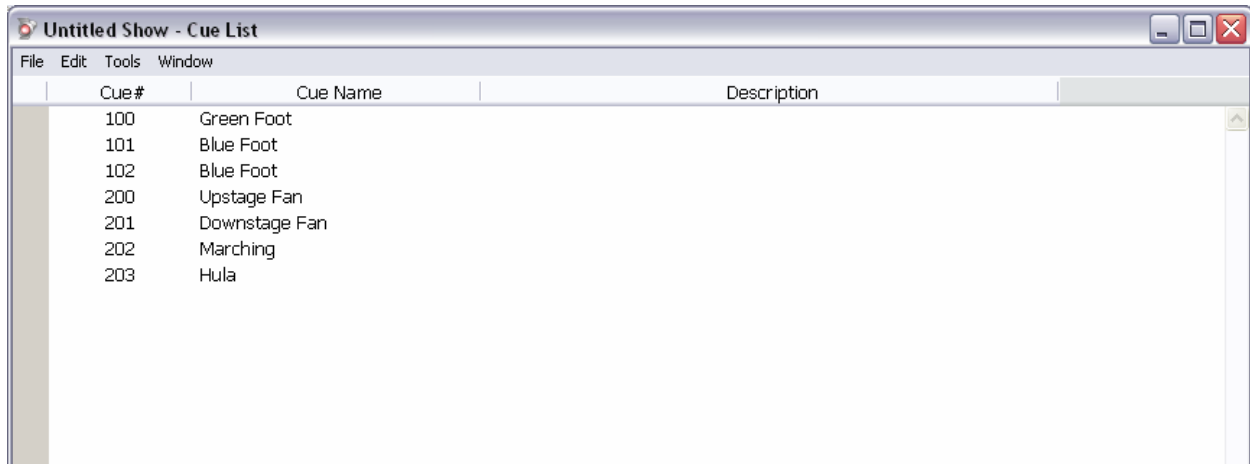 Untitled Show - Cue List
File Edit Tools Window
Cue# Cue Name Description
100 Green Foot
101 Blue Foot
102 Blue Foot
200 Upstage Fan
201 Downstage Fan
202 Marching
203 Hula